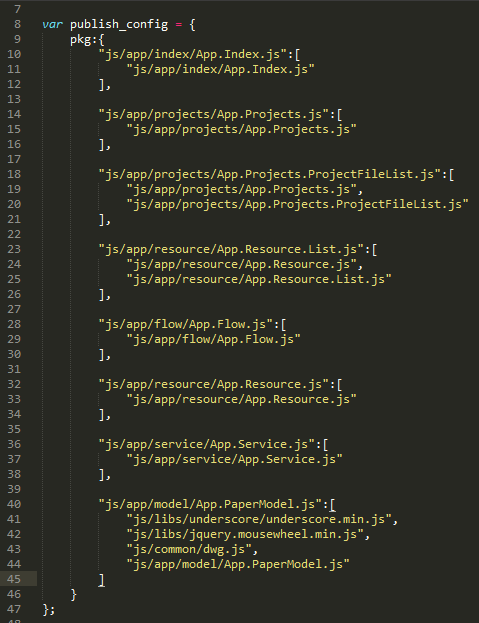 7
8 var publish_config = {
9 pkg:{
10 "js/app/index/App.Index.js":[
11 "js/app/index/App.Index.js"
12 ],
13
14 "js/app/projects/App.Projects.js":[
15 "js/app/projects/App.Projects.js"
16 ],
17
18 "js/app/projects/App.Projects.ProjectFileList.js":[
19 "js/app/projects/App.Projects.js",
20 "js/app/projects/App.Projects.ProjectFileList.js"
21 ],
22
23 "js/app/resource/App.Resource.List.js":[
24 "js/app/resource/App.Resource.js",
25 "js/app/resource/App.Resource.List.js"
26 ],
27
28 "js/app/flow/App.Flow.js":[
29 "js/app/flow/App.Flow.js"
30 ],
31
32 "js/app/resource/App.Resource.js":[
33 "js/app/resource/App.Resource.js"
34 ],
35
36 "js/app/service/App.Service.js":[
37 "js/app/service/App.Service.js"
38 ],
39
40 "js/app/model/App.PaperModel.js":[
41 "js/libs/underscore/underscore.min.js",
42 "js/libs/jquery.mousewheel.min.js",
43 "js/common/dwg.js",
44 "js/app/model/App.PaperModel.js"
45 ]
46 }
47 };